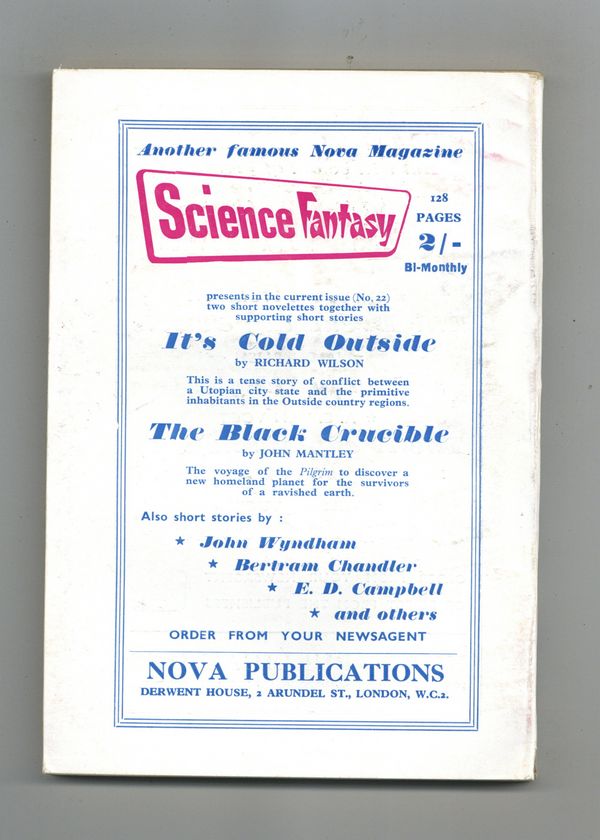 Another famous Nova Magazine
Science Fantasy
128
PAGES
2/-
Bi-Monthly
presents in the current issue (No. 22)
two short novelettes together with
supporting short stories
It's Cold Outside
by RICHARD WILSON
This is a tense story of conflict between
a Utopian city state and the primitive
inhabitants in the Outside country regions.
The Black Crucible
by JOHN MANTLEY
The voyage of the Pilgrim to discover a
new homeland planet for the survivors
of a ravished earth.
Also short stories by :
★ John Wyndham
★ Bertram Chandler
★ E. D. Campbell
★ and others
ORDER FROM YOUR NEWSAGENT
NOVA PUBLICATIONS
DERWENT HOUSE, 2 ARUNDEL ST., LONDON, W.C.2.